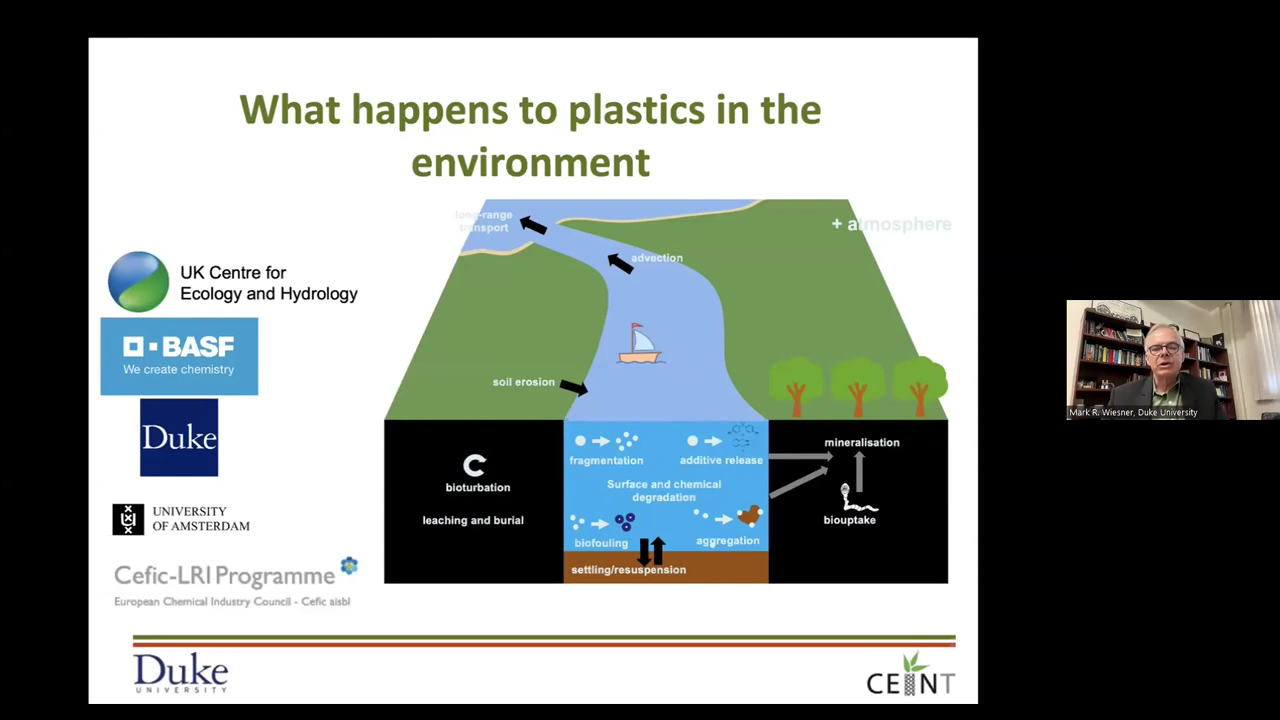 What happens to plastics in the
environment
long-range
transport
+ atmosphere
advection
UK Centre for
Ecology and Hydrology
BASF
We create chemistry
soil erosion
Duke
fragmentation
additive release
mineralisation
bioturbation
Surface and chemical
degradation
leaching and burial
biouptake
biofouling
aggregation
settling/resuspension
UNIVERSITY
OF AMSTERDAM
Cefic-LRI Programme
European Chemical Industry Council - Cefic aisbl
Duke
UNIVERSITY
CEINT
Mark R. Wiesner, Duke University